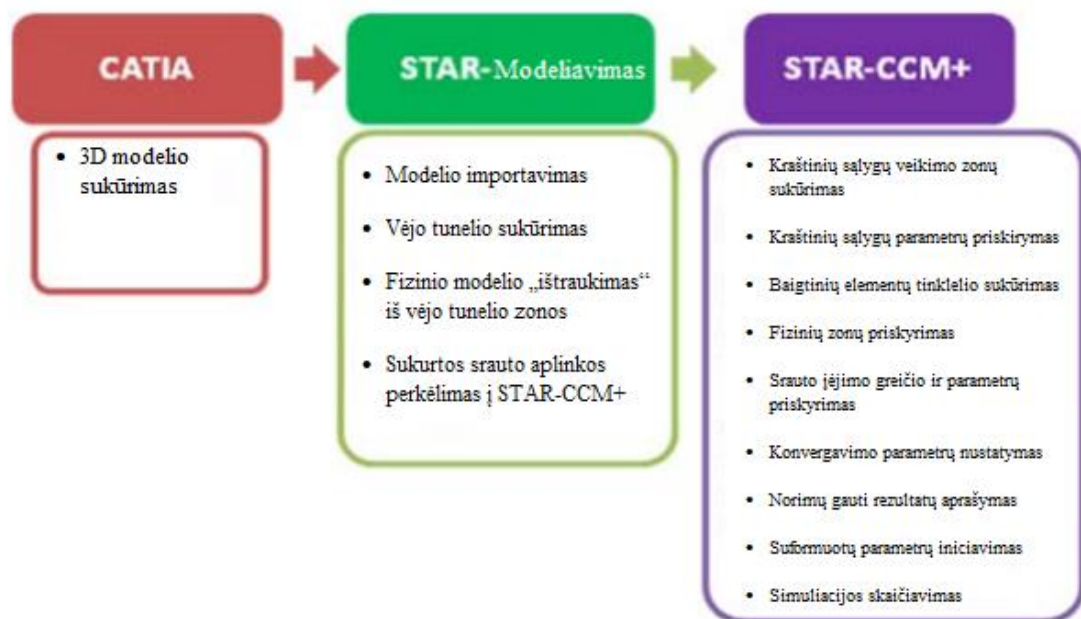 CATIA
• 3D modelio
sukūrimas
STAR-Modeliavimas
• Modelio importavimas
• Vėjo tunelio sukūrimas
• Fizinio modelio „ištraukimas“
iš vėjo tunelio zonos
• Sukurtos srauto aplinkos
perkėlimas į STAR-CCM+
STAR-CCM+
• Kraštinių sąlygų veikimo zonų
sukūrimas
• Kraštinių sąlygų parametrų priskirymas
• Baigtinių elementų tinklelio sukūrimas
• Fizinių zonų priskyrimas
• Srauto įėjimo greičio ir parametrų
priskyrimas
• Konvergavimo parametrų nustatymas
• Norimų gauti rezultatų aprašymas
• Suformuotų parametrų iniciavimas
• Simuliacijos skaičiavimas